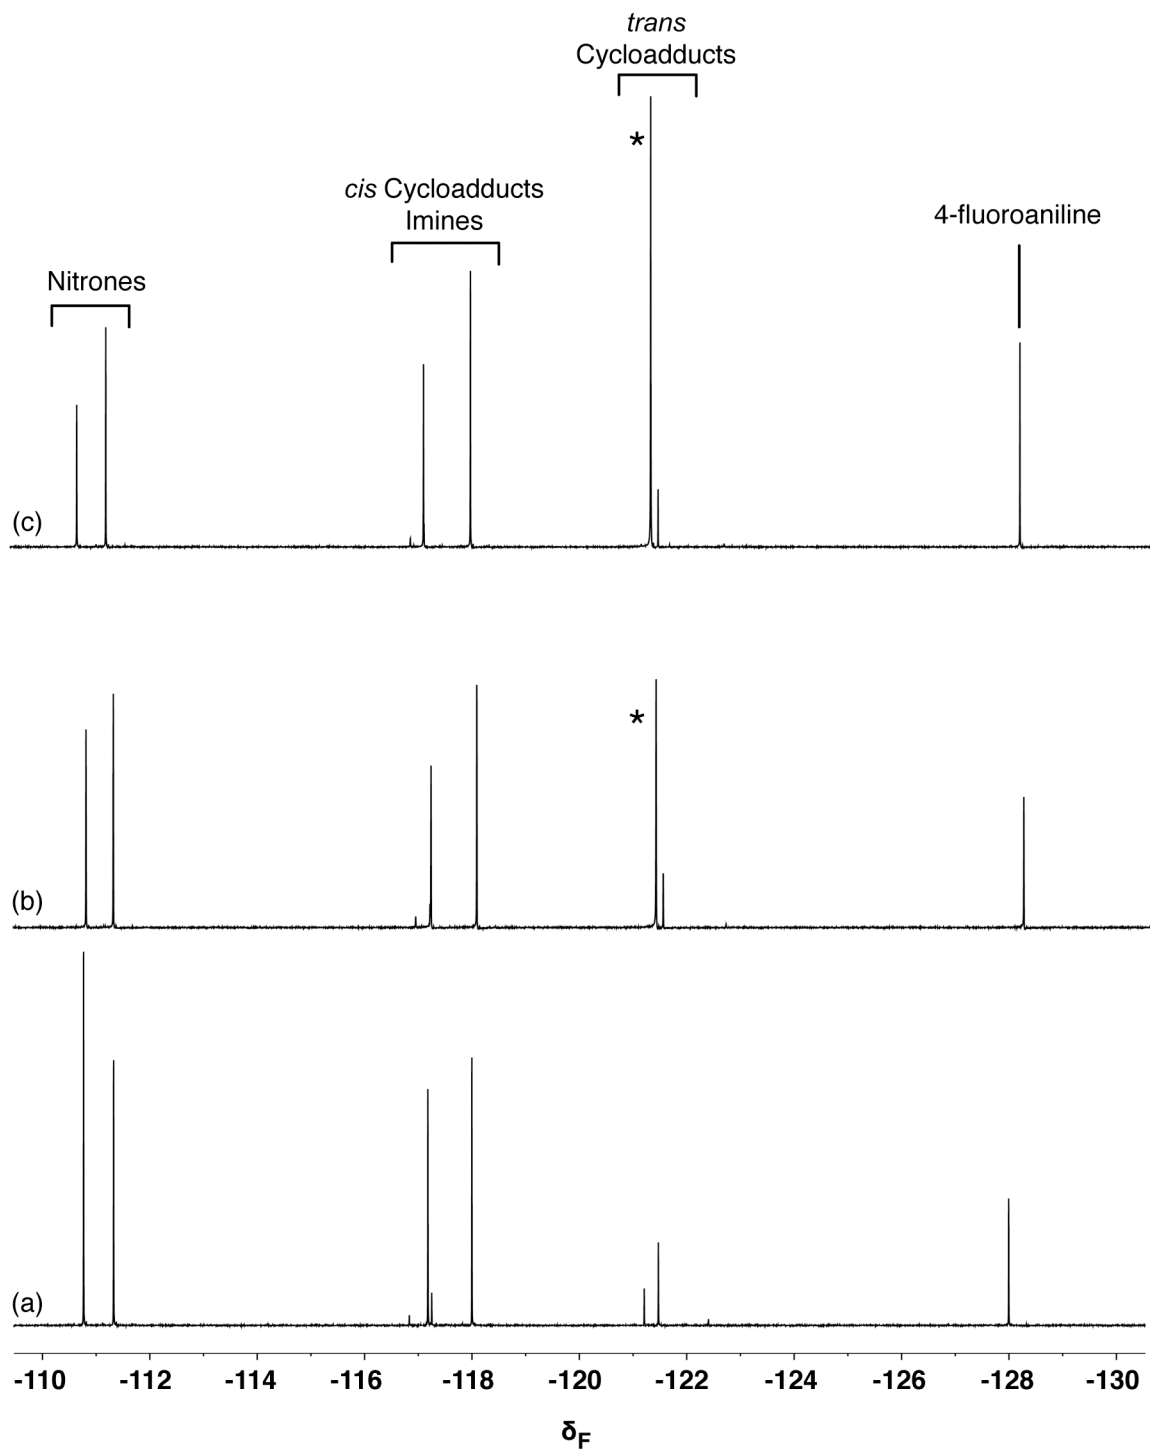 trans
Cycloadducts
*
cis Cycloadducts
Imines
4-fluoroaniline
Nitrones
(c)
*
(b)
(a)
-110 -112 -114 -116 -118 -120 -122 -124 -126 -128 -130
δF